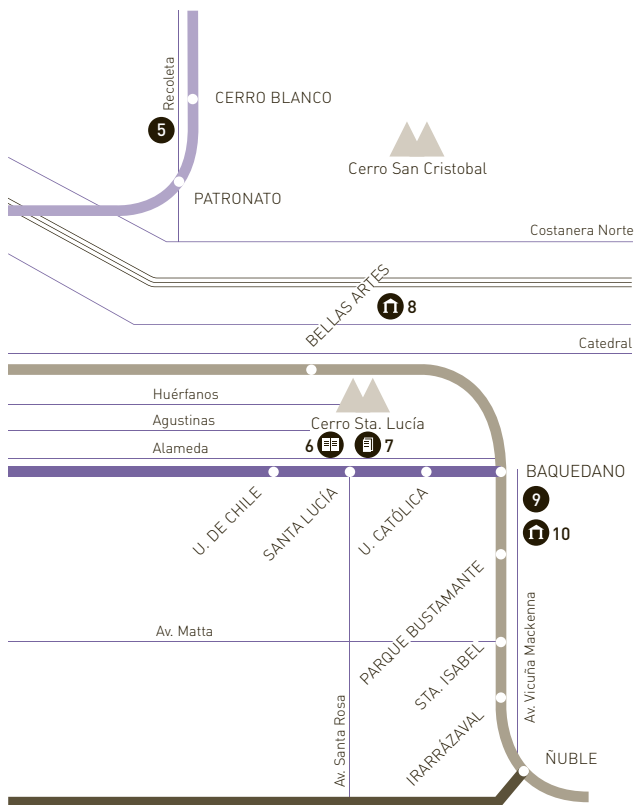 Recoleta
CERRO BLANCO
5
Cerro San Cristobal
PATRONATO
Costanera Norte
BELLAS ARTES
8
Catedral
Huérfanos
Cerro Sta. Lucía
Agustinas
Alameda
6
7
BAQUEDANO
U. DE CHILE
SANTA LUCÍA
U. CATÓLICA
9
10
PARQUE BUSTAMANTE
Av. Matta
STA. ISABEL
Av. Vicuña Mackenna
Av. Santa Rosa
IRARRÁZAVAL
ÑUBLE